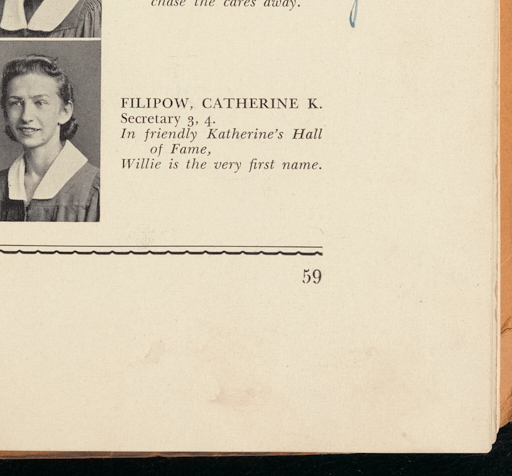 chase the cares away.
FILIPOW, CATHERINE K.
Secretary 3, 4.
In friendly Katherine's Hall
of Fame,
Willie is the very first name.
59